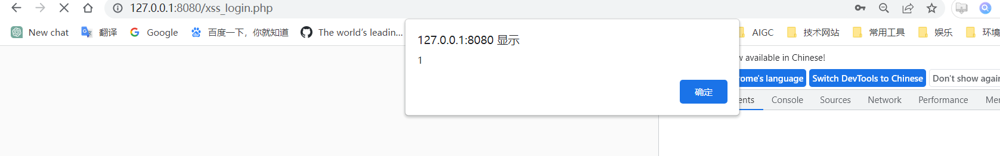 127.0.0.1:8080/xss_login.php
New chat 翻译 Google 百度一下，你就知道 The world's leadin... AIGC 技术网站 常用工具 娱乐 环境
127.0.0.1:8080 显示
1
确定
w available in Chinese!
rome's language Switch DevTools to Chinese Don't show again
ents Console Sources Network Performance Mer